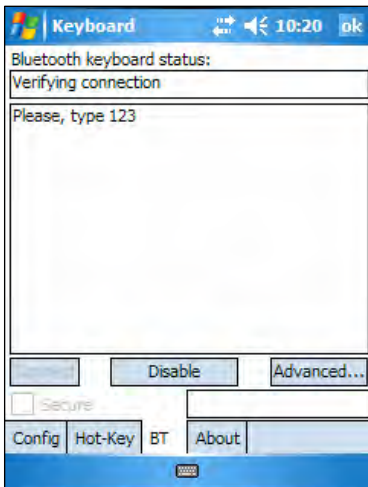 Keyboard 10:20 ok
Bluetooth keyboard status:
Verifying connection
Please, type 123
Disable Advanced...
Secure
Config Hot-Key BT About